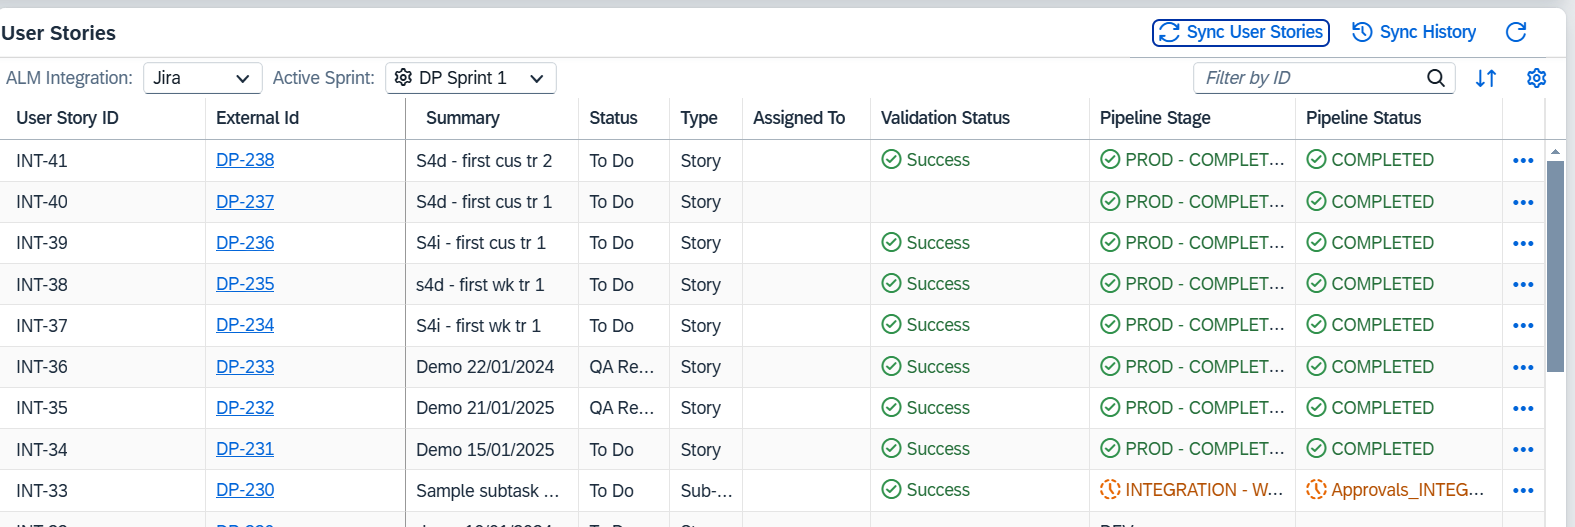 User Stories Sync User Stories Sync History
ALM Integration: Jira Active Sprint: DP Sprint 1 Filter by ID
User Story ID External Id Summary Status Type Assigned To Validation Status Pipeline Stage Pipeline Status
INT-41 DP-238 S4d - first cus tr 2 To Do Story Success PROD - COMPLET... COMPLETED
INT-40 DP-237 S4d - first cus tr 1 To Do Story PROD - COMPLET... COMPLETED
INT-39 DP-236 S4i - first cus tr 1 To Do Story Success PROD - COMPLET... COMPLETED
INT-38 DP-235 s4d - first wk tr 1 To Do Story Success PROD - COMPLET... COMPLETED
INT-37 DP-234 S4i - first wk tr 1 To Do Story Success PROD - COMPLET... COMPLETED
INT-36 DP-233 Demo 22/01/2024 QA Re... Story Success PROD - COMPLET... COMPLETED
INT-35 DP-232 Demo 21/01/2025 QA Re... Story Success PROD - COMPLET... COMPLETED
INT-34 DP-231 Demo 15/01/2025 To Do Story Success PROD - COMPLET... COMPLETED
INT-33 DP-230 Sample subtask ... To Do Sub-... Success INTEGRATION - W... Approvals_INTEG...